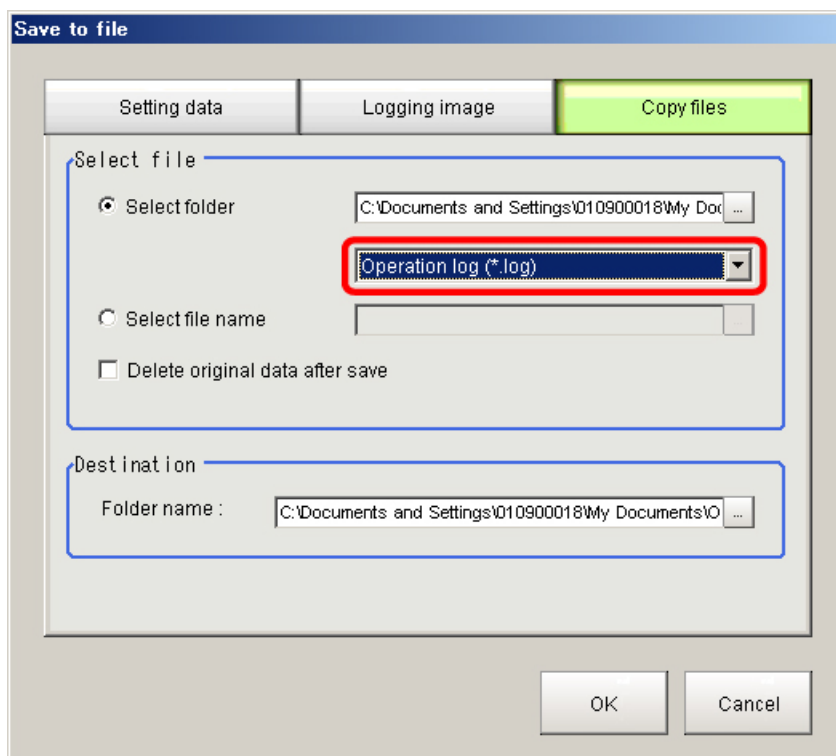 Save to file
Setting data Logging image Copy files
Select file
Select folder C:\Documents and Settings\010900018\My Doc ...
Operation log (*.log)
Select file name ...
Delete original data after save
Destination
Folder name : C:\Documents and Settings\010900018\My Documents\O ...
OK Cancel